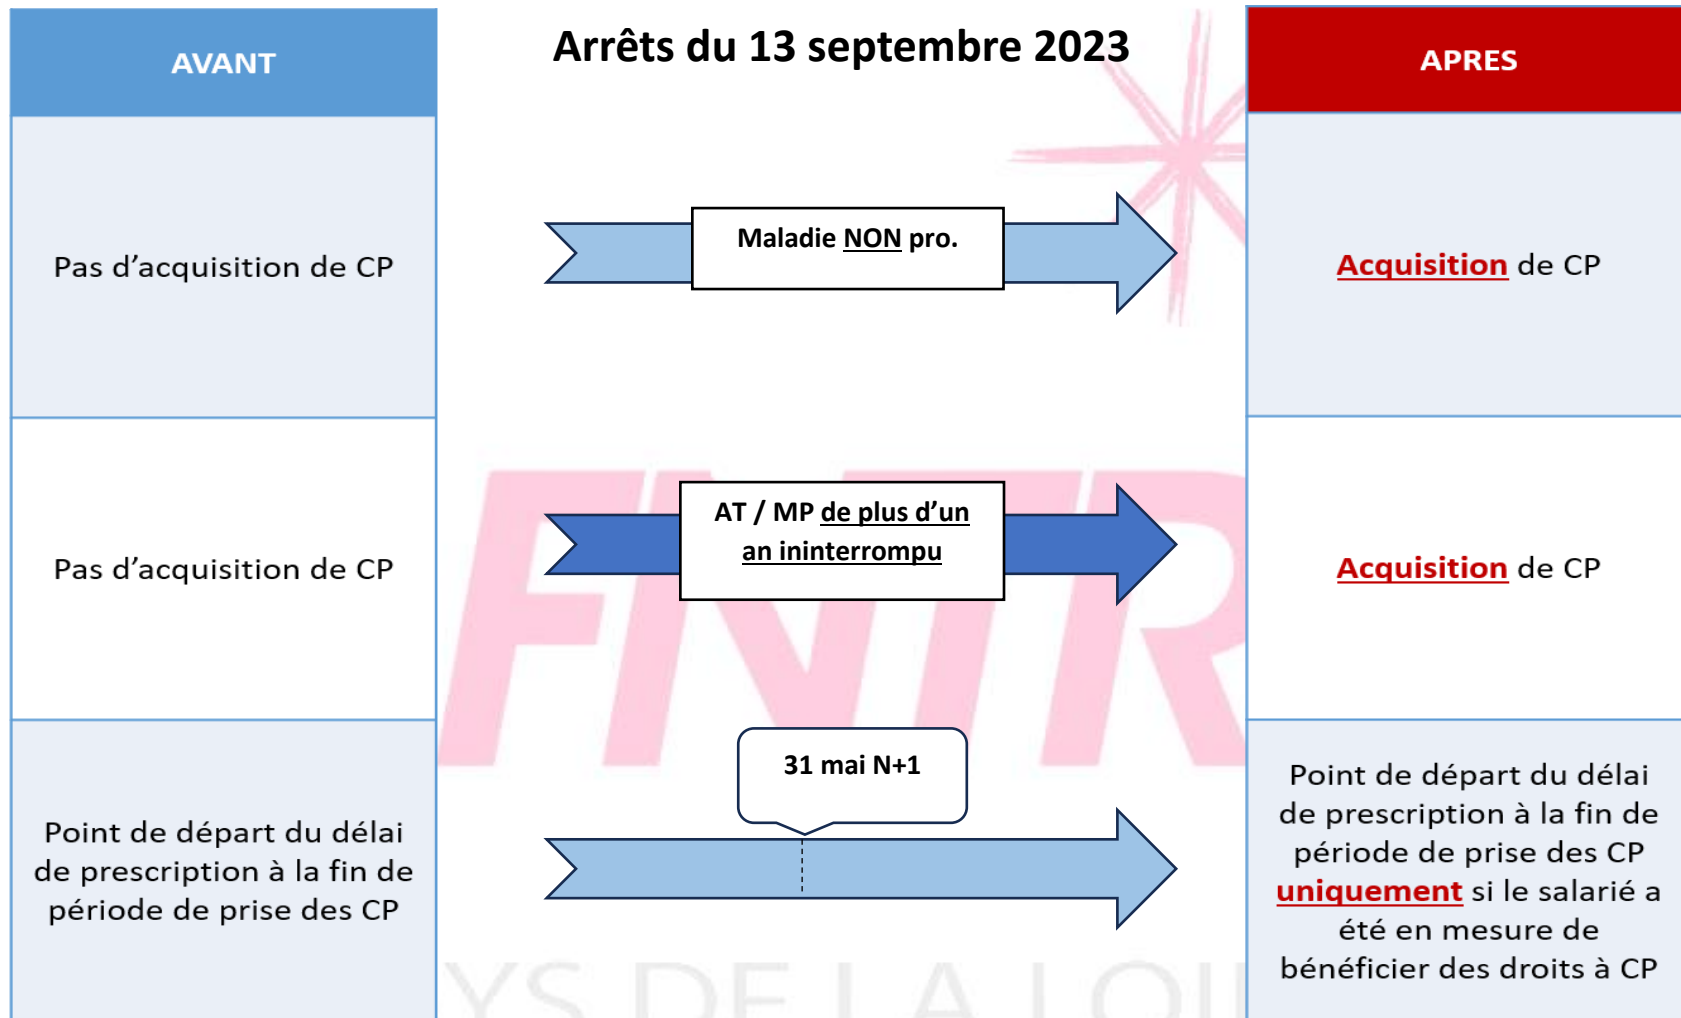 AVANT
Arrêts du 13 septembre 2023
APRES
Pas d’acquisition de CP
Maladie NON pro.
Acquisition de CP
Pas d’acquisition de CP
AT / MP de plus d’un
an ininterrompu
Acquisition de CP
Point de départ du délai
de prescription à la fin de
période de prise des CP
31 mai N+1
Point de départ du délai
de prescription à la fin de
période de prise des CP
uniquement si le salarié a
été en mesure de
bénéficier des droits à CP
FNTR
YS DE LA LOI